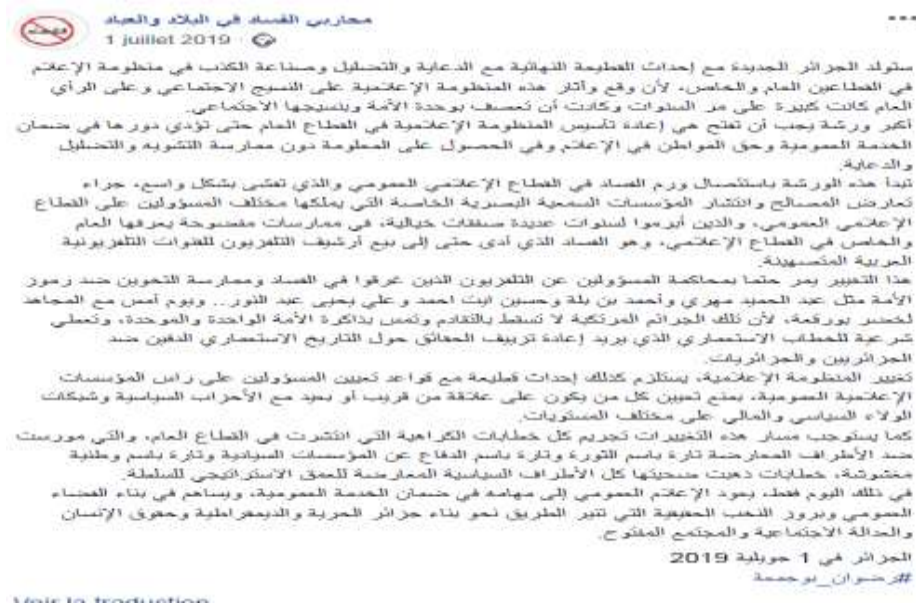 محاربي الفساد في البلاد والعباد
1 juillet 2019
ستولد الجزائر الجديدة مع إحداث القطيعة النهائية مع الدعاية والتضليل وصناعة الكذب في منظومة الإعلام
في القطاعين العام والخاص، لأن وقع وآثار هذه المنظومة الإعلامية على النسيج الاجتماعي وعلى الرأي
العام كانت كبيرة على مر السنوات وكادت أن تعصف بوحدة الأمة وبنسيجها الاجتماعي.
أكبر ورشة يجب أن تفتح هي إعادة تأسيس المنظومة الإعلامية في القطاع العام حتى تؤدي دورها في ضمان
الخدمة العمومية وحق المواطن في الإعلام وفي الحصول على المعلومة دون ممارسة التشويه والتضليل
والدعاية.
تبدأ هذه الورشة باستئصال ورم الفساد في القطاع الإعلامي العمومي والذي تفشى بشكل واسع، جراء
تعارض المصالح وانتشار المؤسسات السمعية البصرية الخاصة التي يملكها مختلف المسؤولين على القطاع
الإعلامي العمومي، والذين أبرموا لسنوات عديدة صفقات خيالية، في ممارسات مفضوحة يعرفها العام
والخاص في القطاع الإعلامي، وهو الفساد الذي أدى حتى إلى بيع أرشيف التلفزيون للقنوات التلفزيونية
العربية المتصهينة.
هذا التغيير يمر حتما بمحاكمة المسؤولين عن التلفزيون الذين غرقوا في الفساد وممارسة التخوين ضد رموز
الأمة مثل عبد الحميد مهري وأحمد بن بلة وحسين ايت احمد وعلي يحيى عبد النور... ويوم أمس مع المجاهد
لخضر بورقعة، لأن تلك الجرائم المرتكبة لا تسقط بالتقادم وتمس بذاكرة الأمة الواحدة والموحدة، وتعطي
شرعية للخطاب الاستعماري الذي يريد إعادة تزييف الحقائق حول التاريخ الاستعماري الدفين ضد
الجزائريين والجزائريات.
تغيير المنظومة الإعلامية، يستلزم كذلك إحداث قطيعة مع قواعد تعيين المسؤولين على راس المؤسسات
الإعلامية العمومية، بمنع تعيين كل من يكون على علاقة من قريب أو بعيد مع الأحزاب السياسية وشبكات
الولاء السياسي والمالي على مختلف المستويات.
كما يستوجب مسار هذه التغييرات تجريم كل خطابات الكراهية التي انتشرت في القطاع العام، والتي مورست
ضد الأطراف المعارضة تارة باسم الثورة وتارة باسم الدفاع عن المؤسسات السيادية وتارة باسم وطنية
مغشوشة، خطابات ذهبت ضحيتها كل الأطراف السياسية المعارضة للعمق الاستراتيجي للسلطة.
في ذلك اليوم فقط، يعود الإعلام العمومي إلى مهامه في ضمان الخدمة العمومية، ويساهم في بناء الفضاء
العمومي وبروز النخب الحقيقية التي تنير الطريق نحو بناء جزائر الحرية والديمقراطية وحقوق الإنسان
والعدالة الاجتماعية والمجتمع المفتوح.
الجزائر في 1 جويلية 2019
#رضوان_بوجمعة
Voir la traduction